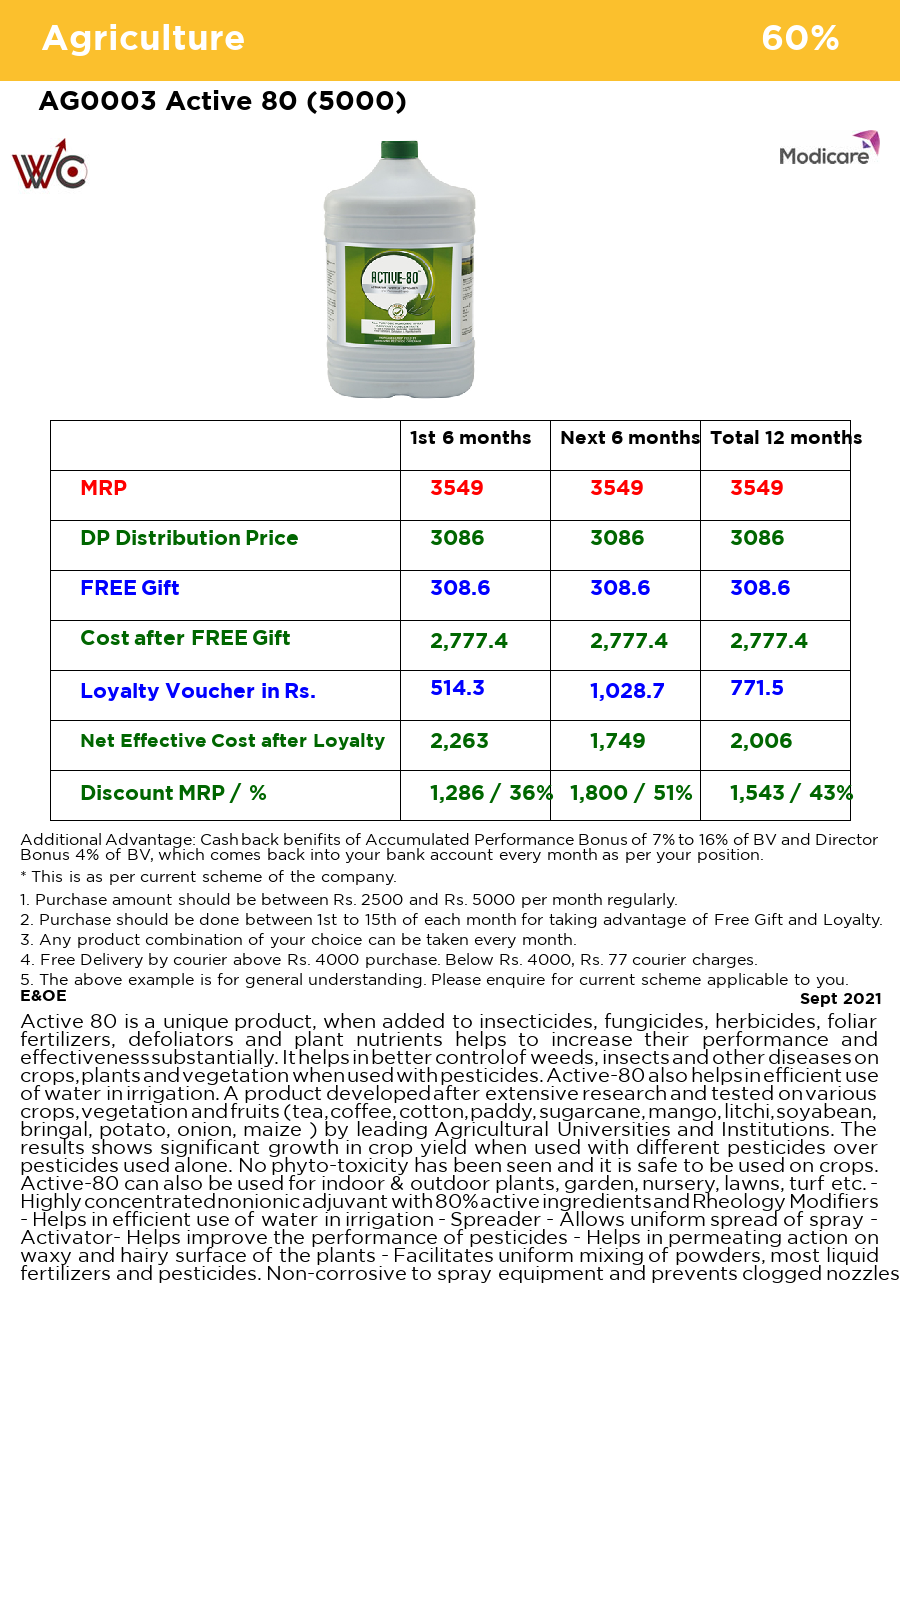 Agriculture 60%
AG0003 Active 80 (5000)
WC
Modicare
ACTIVE-80
1st 6 months Next 6 months Total 12 months
MRP 3549 3549 3549
DP Distribution Price 3086 3086 3086
FREE Gift 308.6 308.6 308.6
Cost after FREE Gift 2,777.4 2,777.4 2,777.4
Loyalty Voucher in Rs. 514.3 1,028.7 771.5
Net Effective Cost after Loyalty 2,263 1,749 2,006
Discount MRP / % 1,286 / 36% 1,800 / 51% 1,543 / 43%
Additional Advantage: Cash back benifits of Accumulated Performance Bonus of 7% to 16% of BV and Director
Bonus 4% of BV, which comes back into your bank account every month as per your position.
* This is as per current scheme of the company.
1. Purchase amount should be between Rs. 2500 and Rs. 5000 per month regularly.
2. Purchase should be done between 1st to 15th of each month for taking advantage of Free Gift and Loyalty.
3. Any product combination of your choice can be taken every month.
4. Free Delivery by courier above Rs. 4000 purchase. Below Rs. 4000, Rs. 77 courier charges.
5. The above example is for general understanding. Please enquire for current scheme applicable to you.
E&OE Sept 2021
Active 80 is a unique product, when added to insecticides, fungicides, herbicides, foliar
fertilizers, defoliators and plant nutrients helps to increase their performance and
effectiveness substantially. It helps in better control of weeds, insects and other diseases on
crops, plants and vegetation when used with pesticides. Active-80 also helps in efficient use
of water in irrigation. A product developed after extensive research and tested on various
crops, vegetation and fruits (tea, coffee, cotton, paddy, sugarcane, mango, litchi, soyabean,
bringal, potato, onion, maize ) by leading Agricultural Universities and Institutions. The
results shows significant growth in crop yield when used with different pesticides over
pesticides used alone. No phyto-toxicity has been seen and it is safe to be used on crops.
Active-80 can also be used for indoor & outdoor plants, garden, nursery, lawns, turf etc. -
Highly concentrated nonionic adjuvant with 80% active ingredients and Rheology Modifiers
- Helps in efficient use of water in irrigation - Spreader - Allows uniform spread of spray -
Activator- Helps improve the performance of pesticides - Helps in permeating action on
waxy and hairy surface of the plants - Facilitates uniform mixing of powders, most liquid
fertilizers and pesticides. Non-corrosive to spray equipment and prevents clogged nozzles